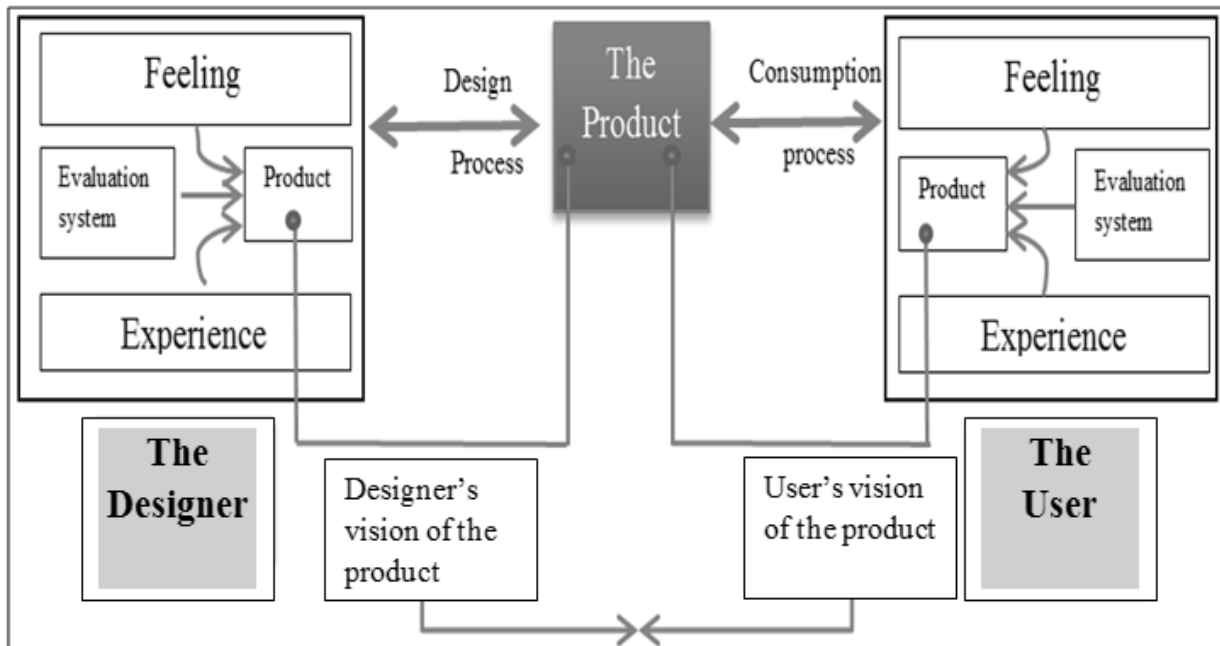 Feeling
Evaluation
system
Product
Experience
The
Designer
Design
Process
The
Product
Consumption
process
Feeling
Product
Evaluation
system
Experience
The
User
Designer’s
vision of the
product
User’s vision
of the product